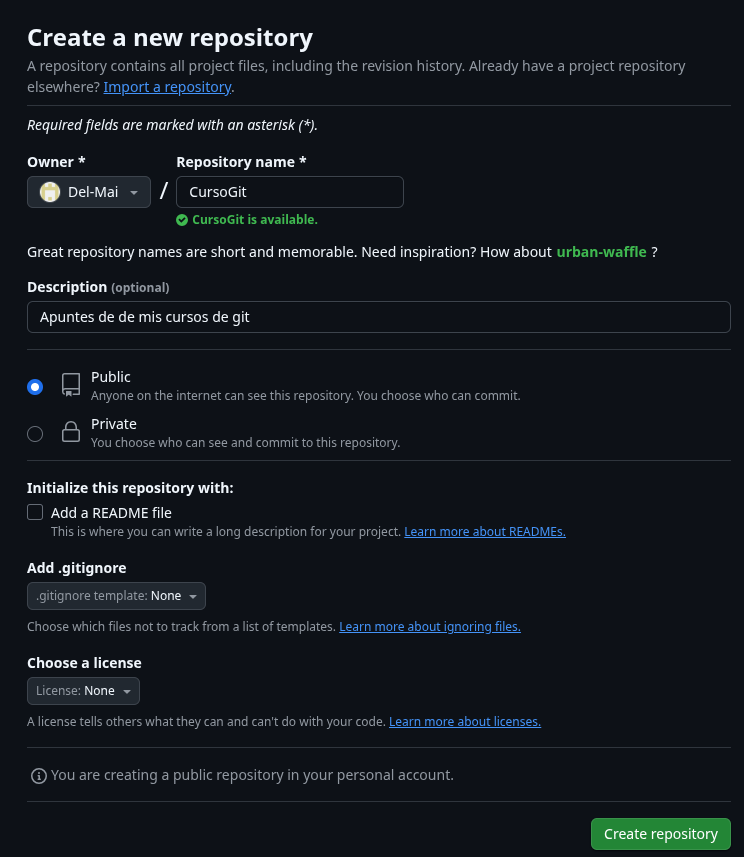 Create a new repository
A repository contains all project files, including the revision history. Already have a project repository
elsewhere? Import a repository.
Required fields are marked with an asterisk (*).
Owner * Repository name *
Del-Mai / CursoGit
CursoGit is available.
Great repository names are short and memorable. Need inspiration? How about urban-waffle ?
Description (optional)
Apuntes de de mis cursos de git
Public
Anyone on the internet can see this repository. You choose who can commit.
Private
You choose who can see and commit to this repository.
Initialize this repository with:
Add a README file
This is where you can write a long description for your project. Learn more about READMEs.
Add .gitignore
.gitignore template: None
Choose which files not to track from a list of templates. Learn more about ignoring files.
Choose a license
License: None
A license tells others what they can and can't do with your code. Learn more about licenses.
You are creating a public repository in your personal account.
Create repository